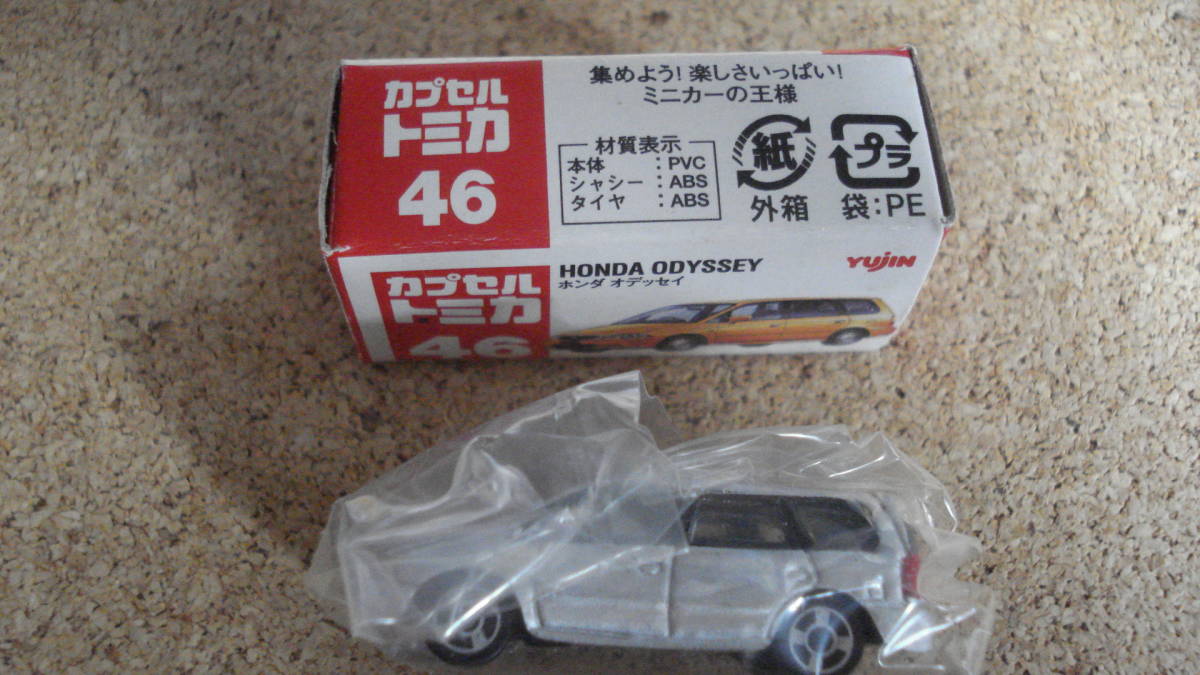 カプセル
トミカ
46
集めよう! 楽しさいっぱい!
ミニカーの王様
材質表示
本体 : PVC
シャシー : ABS
タイヤ : ABS
紙
外箱
プラ
袋:PE
カプセル
トミカ
46
HONDA ODYSSEY
ホンダ オデッセイ
YUJIN